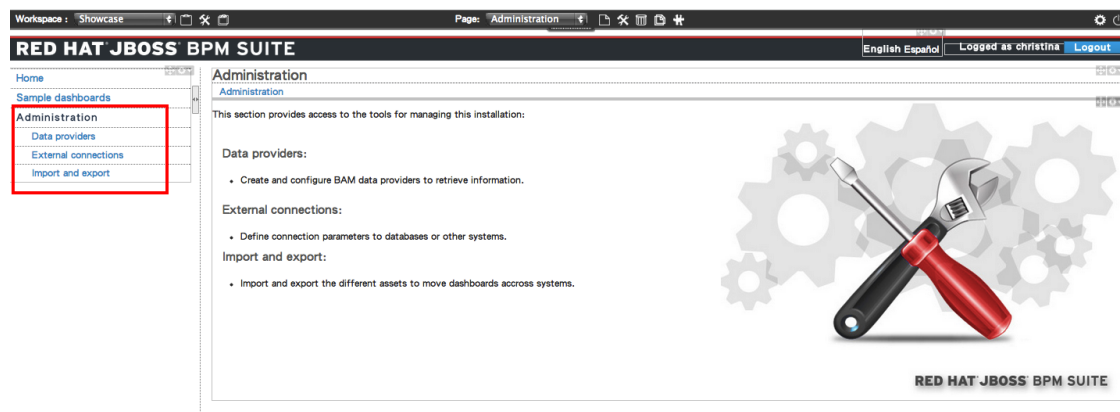 Workspace : Showcase
Page: Administration
RED HAT JBOSS BPM SUITE
English Español
Logged as christina
Logout
Home
Sample dashboards
Administration
Data providers
External connections
Import and export
Administration
Administration
This section provides access to the tools for managing this installation:
Data providers:
• Create and configure BAM data providers to retrieve information.
External connections:
• Define connection parameters to databases or other systems.
Import and export:
• Import and export the different assets to move dashboards accross systems.
RED HAT JBOSS BPM SUITE